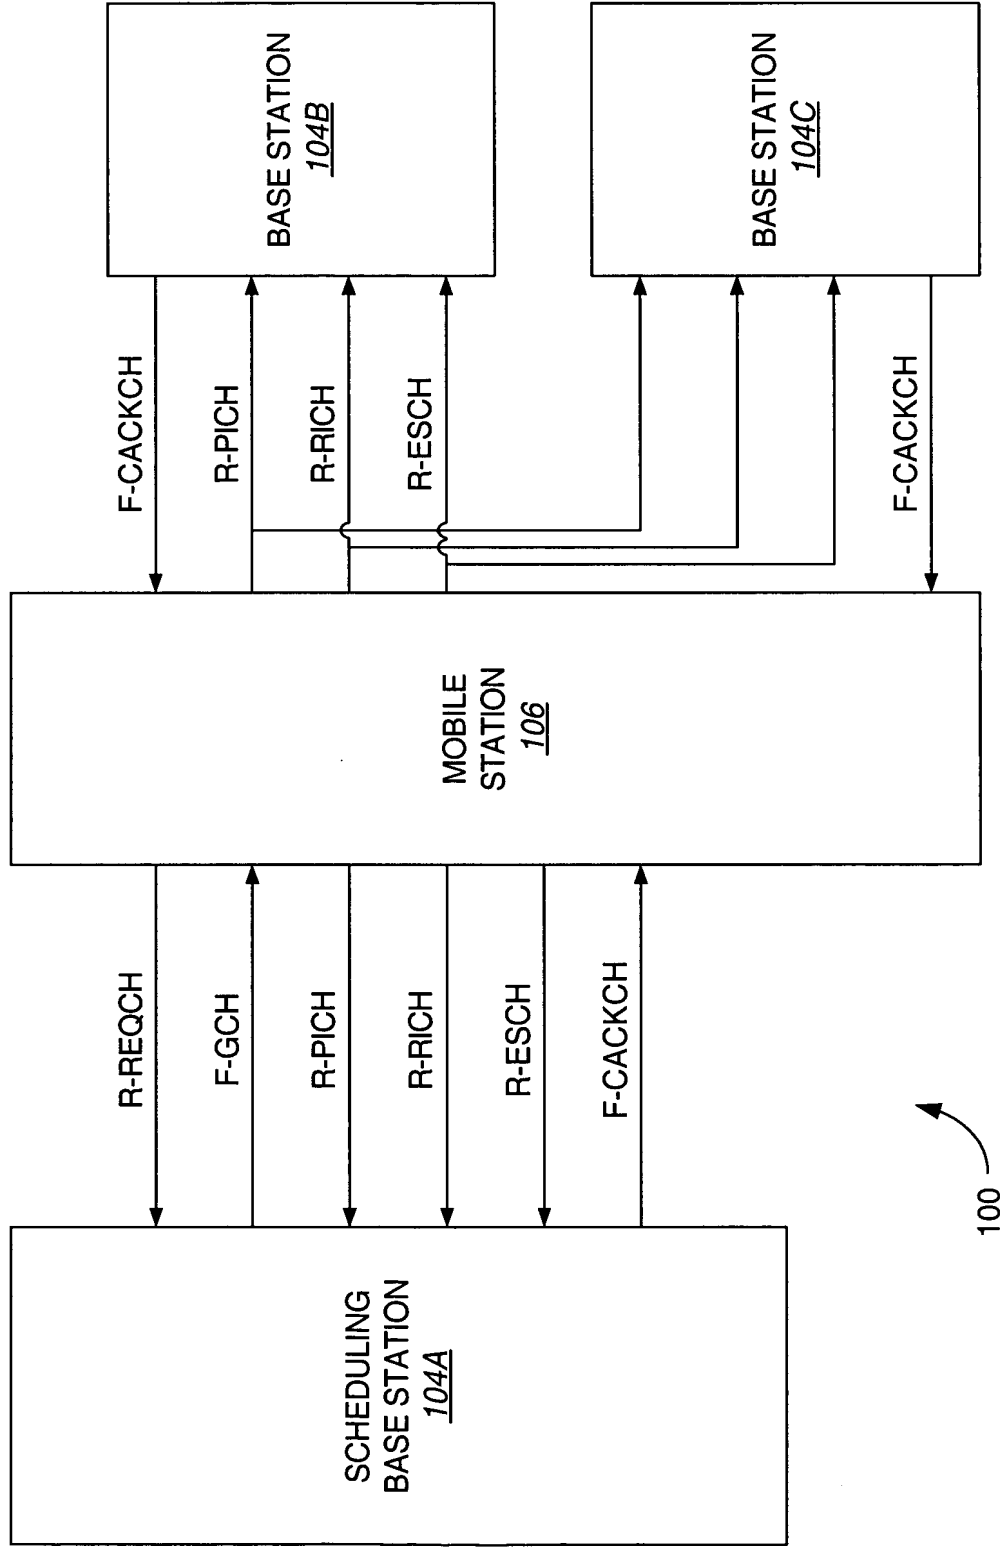 SCHEDULING
BASE STATION
104A
R-REQCH
F-GCH
R-PICH
R-RICH
R-ESCH
F-CACKCH
MOBILE
STATION
106
F-CACKCH
R-PICH
R-RICH
R-ESCH
F-CACKCH
BASE STATION
104B
BASE STATION
104C
100